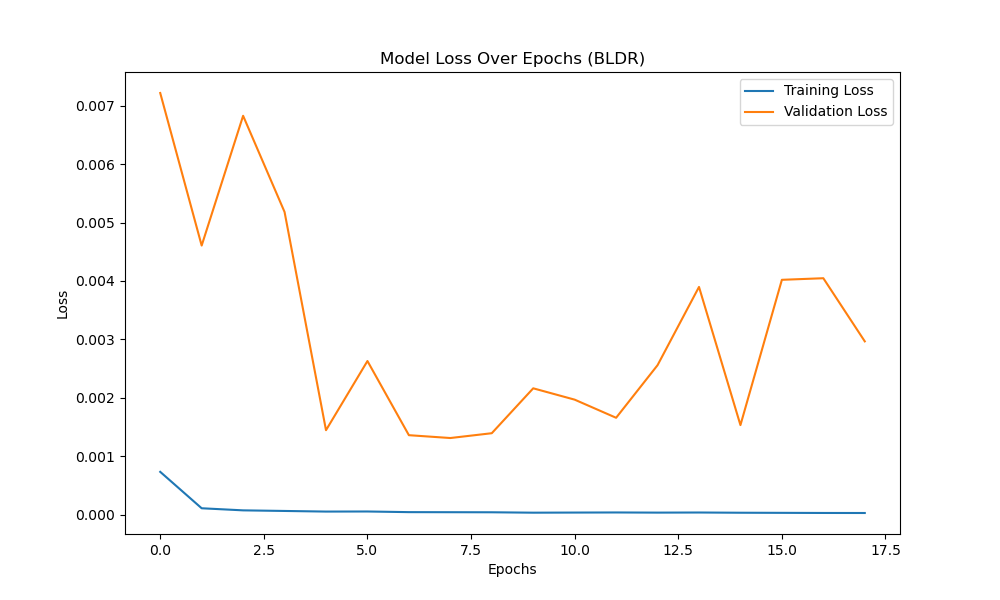 Model Loss Over Epochs (BLDR)
Training Loss
Validation Loss
0.007
0.006
0.005
0.004
0.003
0.002
0.001
0.000
Loss
0.0 2.5 5.0 7.5 10.0 12.5 15.0 17.5
Epochs